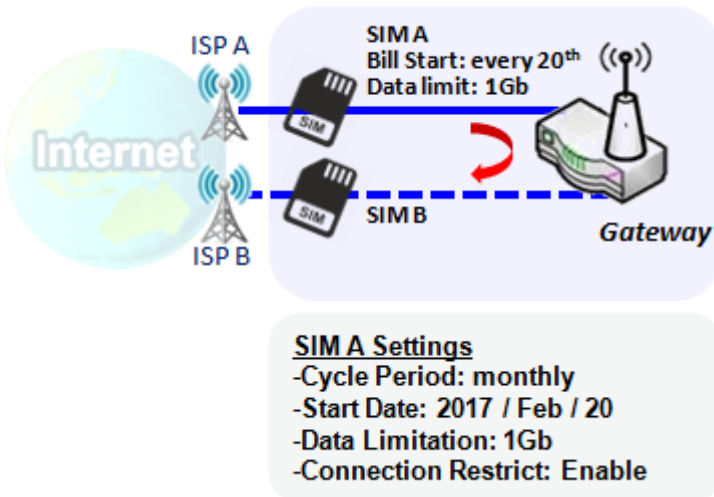 ISP A
SIM A
Bill Start: every 20th
Data limit: 1Gb
SIM
Internet
SIM
SIM B
ISP B
Gateway
SIM A Settings
-Cycle Period: monthly
-Start Date: 2017 / Feb / 20
-Data Limitation: 1Gb
-Connection Restrict: Enable